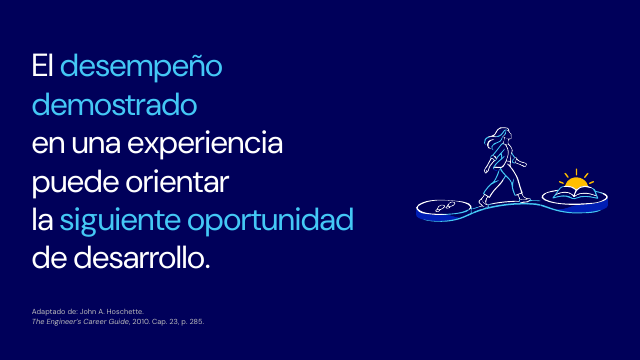 El desempeño
demostrado
en una experiencia
puede orientar
la siguiente oportunidad
de desarrollo.
Adaptado de: John A. Hoschette.
The Engineer's Career Guide, 2010. Cap. 23, p. 285.